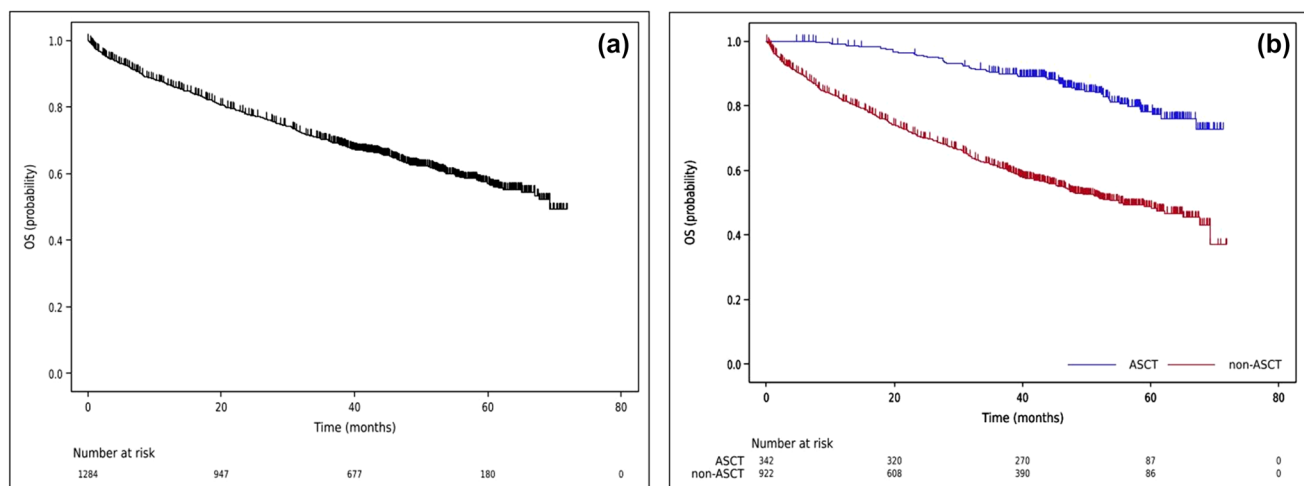 (a)
1.0
0.8
0.6
0.4
0.2
0.0
OS (probability)
0 20 40 60 80
Time (months)
Number at risk
1284 947 677 180 0
(b)
1.0
0.8
0.6
0.4
0.2
0.0
OS (probability)
ASCT non-ASCT
0 20 40 60 80
Time (months)
Number at risk
ASCT 342 320 270 87 0
non-ASCT 922 608 390 86 0